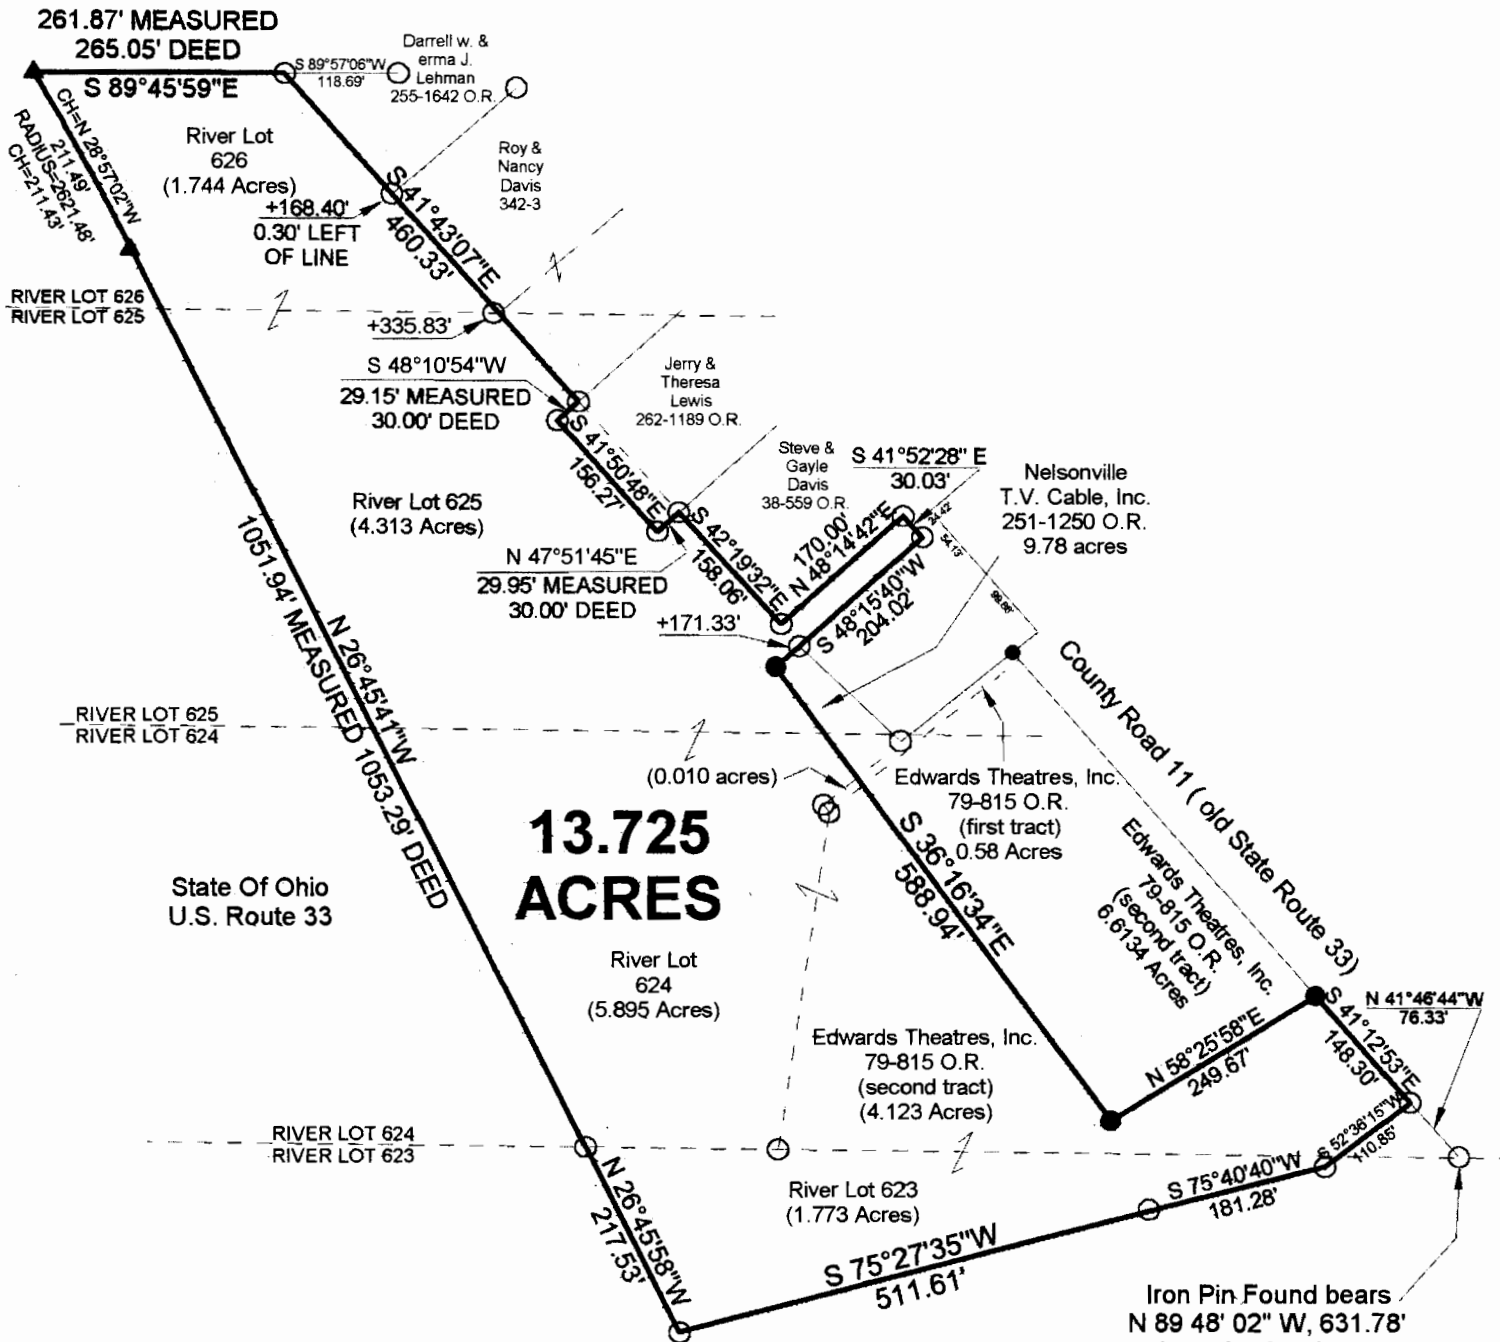 261.87' MEASURED
265.05' DEED
S 89°45'59"E
S 89°57'06"W
118.69'
Darrell w. &
erma J.
Lehman
255-1642 O.R.
CH=N 28°57'02"W
211.49'
RADIUS=2621.48'
CH=211.43'
River Lot
626
(1.744 Acres)
Roy &
Nancy
Davis
342-3
+168.40'
0.30' LEFT
OF LINE
S 41°43'07"E
460.33'
RIVER LOT 626
RIVER LOT 625
+335.83'
S 48°10'54"W
29.15' MEASURED
30.00' DEED
Jerry &
Theresa
Lewis
262-1189 O.R.
S 41°50'48"E
156.27'
Steve &
Gayle
Davis
38-559 O.R.
S 41°52'28" E
30.03'
Nelsonville
T.V. Cable, Inc.
251-1250 O.R.
9.78 acres
River Lot 625
(4.313 Acres)
N 47°51'45"E
29.95' MEASURED
30.00' DEED
S 42°19'32"E
158.06'
170.00'
N 48°14'42"E
24.42'
54.13'
S 48°15'40"W
204.02'
+171.33'
N 26°45'41"W
1051.94' MEASURED 1053.29' DEED
County Road 11 ( old State Route 33)
RIVER LOT 625
RIVER LOT 624
(0.010 acres)
Edwards Theatres, Inc.
79-815 O.R.
(first tract)
0.58 Acres
13.725
ACRES
S 36°16'34"E
588.94'
Edwards Theatres, Inc.
79-815 O.R.
(second tract)
6.6134 Acres
State Of Ohio
U.S. Route 33
River Lot
624
(5.895 Acres)
N 41°46'44"W
76.33'
S 41°12'53"E
148.30'
Edwards Theatres, Inc.
79-815 O.R.
(second tract)
(4.123 Acres)
N 58°25'58"E
249.67'
RIVER LOT 624
RIVER LOT 623
S 52°36'15"W
110.85'
N 26°45'58"W
217.53'
River Lot 623
(1.773 Acres)
S 75°40'40"W
181.28'
S 75°27'35"W
511.61'
Iron Pin Found bears
N 89 48' 02" W, 631.78'